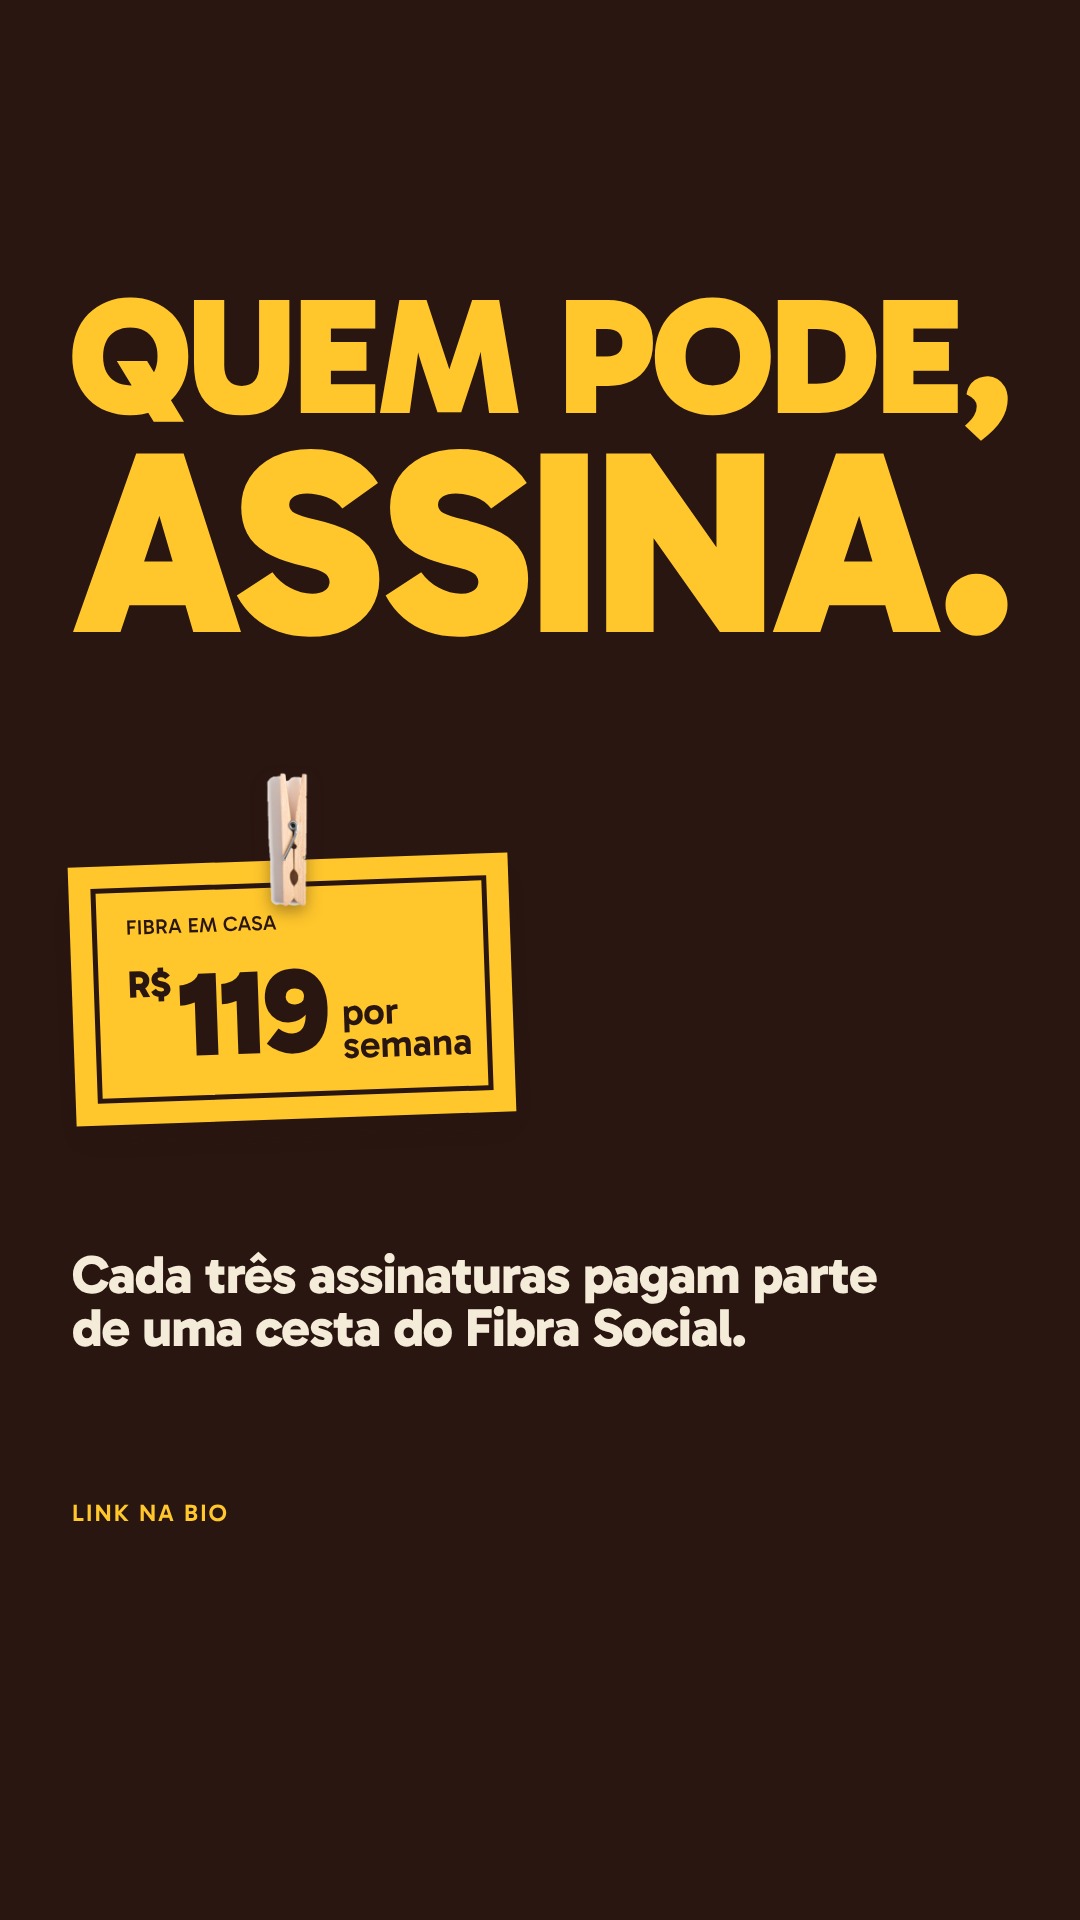 QUEM PODE,
ASSINA.
FIBRA EM CASA
R$ 119 por
semana
Cada três assinaturas pagam parte
de uma cesta do Fibra Social.
LINK NA BIO